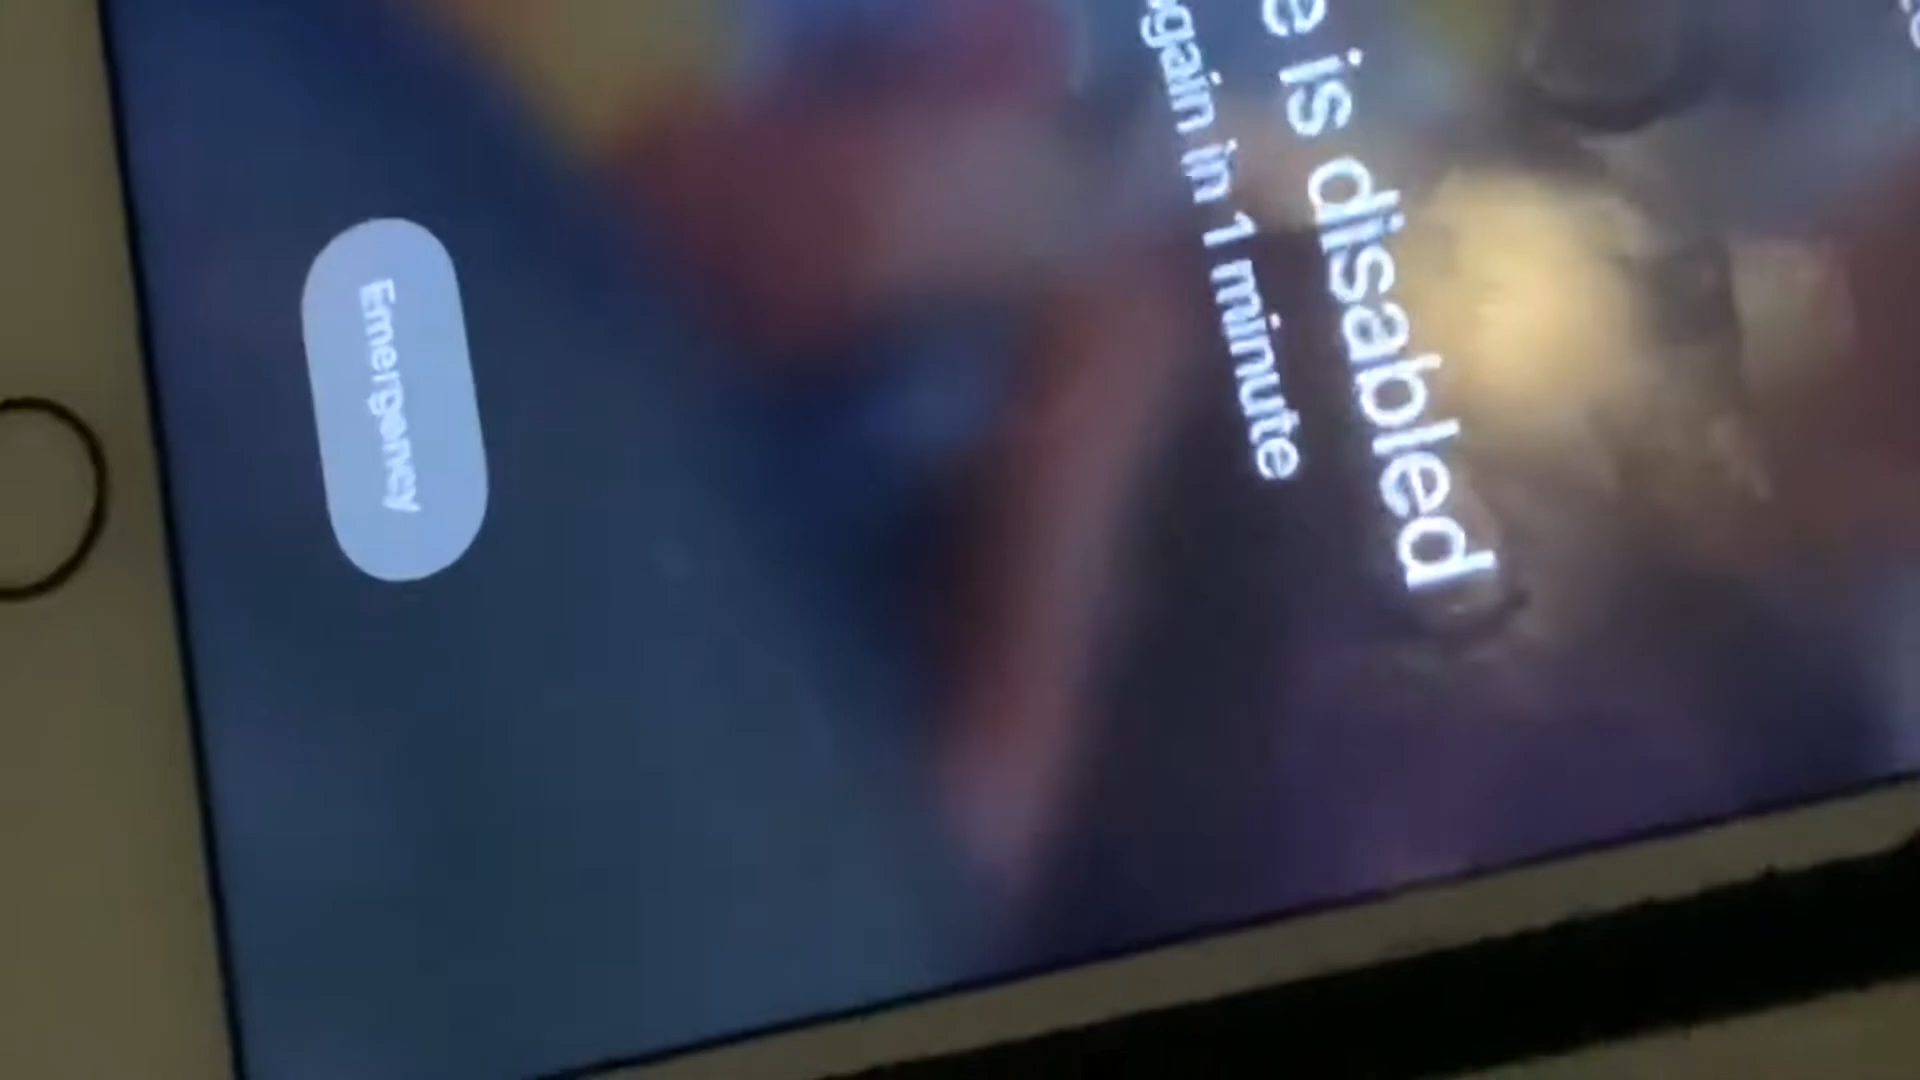 e is disabled
again in 1 minute
Emergency